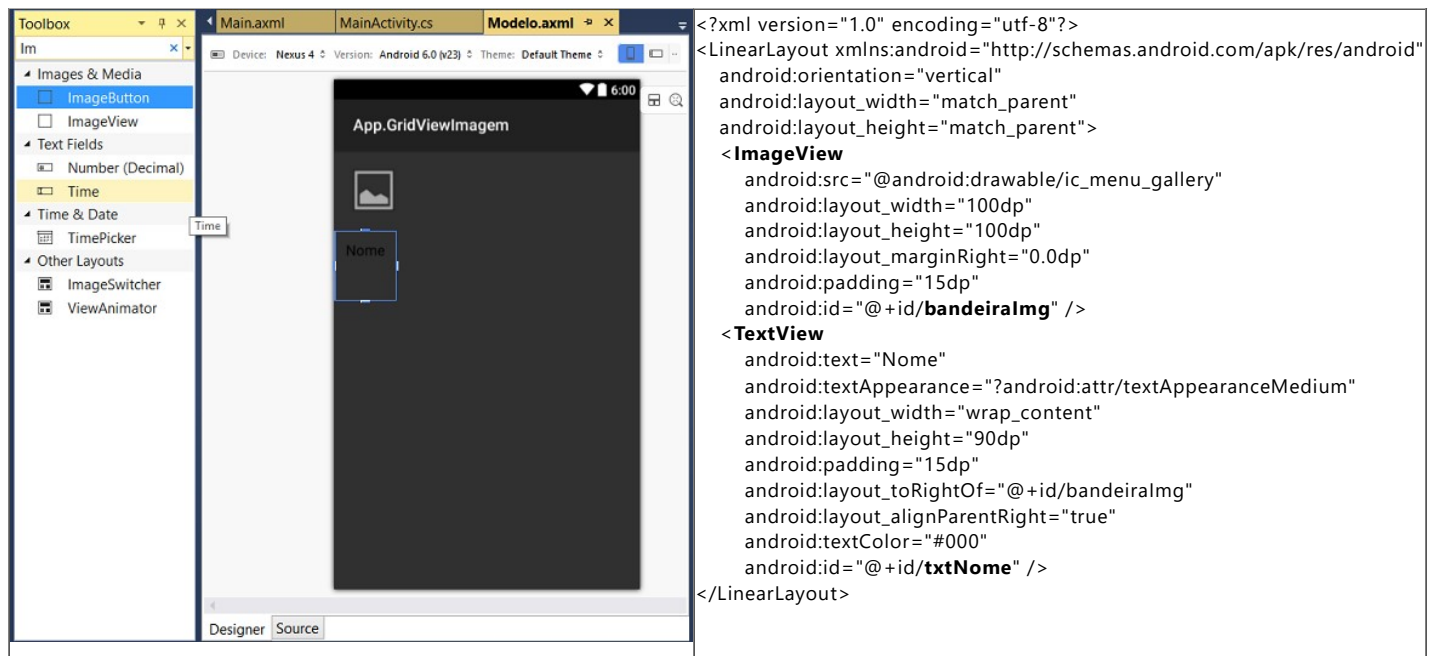 Toolbox
Im
Images & Media
ImageButton
ImageView
Text Fields
Number (Decimal)
Time
Time & Date
TimePicker
Other Layouts
ImageSwitcher
ViewAnimator
Time
Main.axml
MainActivity.cs
Modelo.axml
Device: Nexus 4 Version: Android 6.0 (v23) Theme: Default Theme
6:00
App.GridViewImagem
Nome
Designer Source
<?xml version="1.0" encoding="utf-8"?>
<LinearLayout xmlns:android="http://schemas.android.com/apk/res/android"
android:orientation="vertical"
android:layout_width="match_parent"
android:layout_height="match_parent">
<ImageView
android:src="@android:drawable/ic_menu_gallery"
android:layout_width="100dp"
android:layout_height="100dp"
android:layout_marginRight="0.0dp"
android:padding="15dp"
android:id="@+id/bandeiraImg" />
<TextView
android:text="Nome"
android:textAppearance="?android:attr/textAppearanceMedium"
android:layout_width="wrap_content"
android:layout_height="90dp"
android:padding="15dp"
android:layout_toRightOf="@+id/bandeiraImg"
android:layout_alignParentRight="true"
android:textColor="#000"
android:id="@+id/txtNome" />
</LinearLayout>